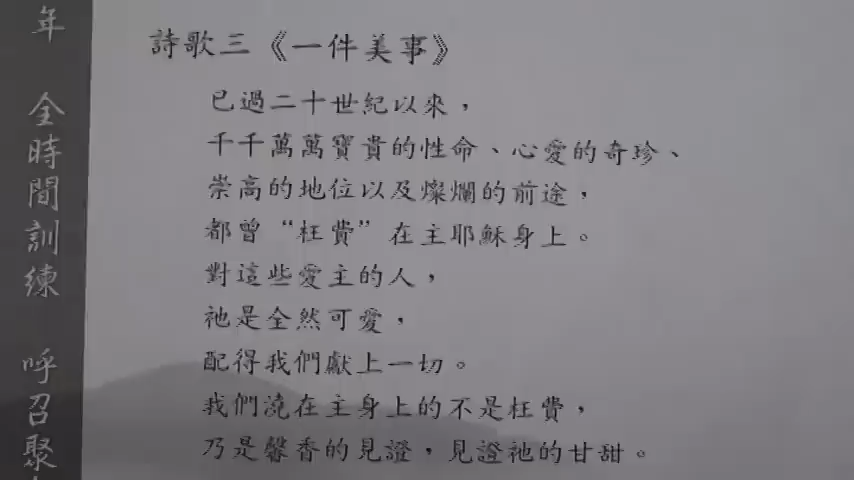 年 全時間訓練 呼召聚
詩歌三《一件美事》
已過二十世紀以來，
千千萬萬寶貴的性命、心愛的奇珍、
崇高的地位以及燦爛的前途，
都曾“枉費”在主耶穌身上。
對這些愛主的人，
祂是全然可愛，
配得我們獻上一切。
我們澆在主身上的不是枉費，
乃是馨香的見證，見證祂的甘甜。